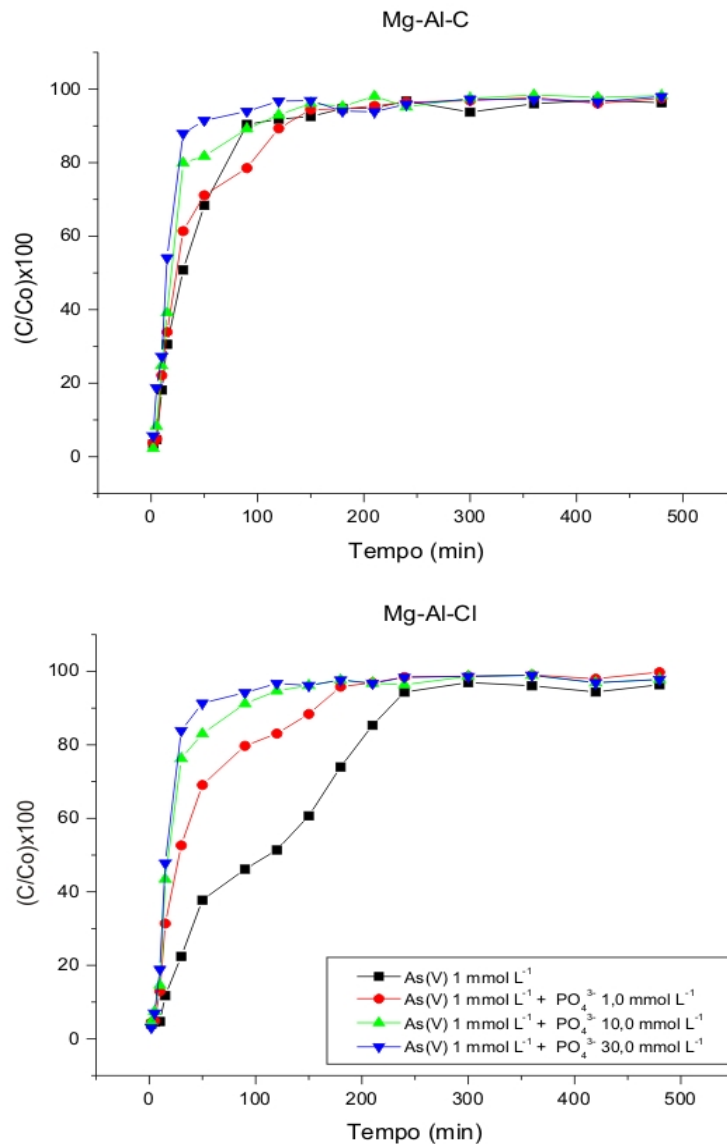 Mg-Al-C
100
80
60
40
20
0
(C/Co)x100
0 100 200 300 400 500
Tempo (min)
Mg-Al-Cl
100
80
60
40
20
0
(C/Co)x100
As(V) 1 mmol L⁻¹
As(V) 1 mmol L⁻¹ + PO₄³⁻ 1,0 mmol L⁻¹
As(V) 1 mmol L⁻¹ + PO₄³⁻ 10,0 mmol L⁻¹
As(V) 1 mmol L⁻¹ + PO₄³⁻ 30,0 mmol L⁻¹
0 100 200 300 400 500
Tempo (min)